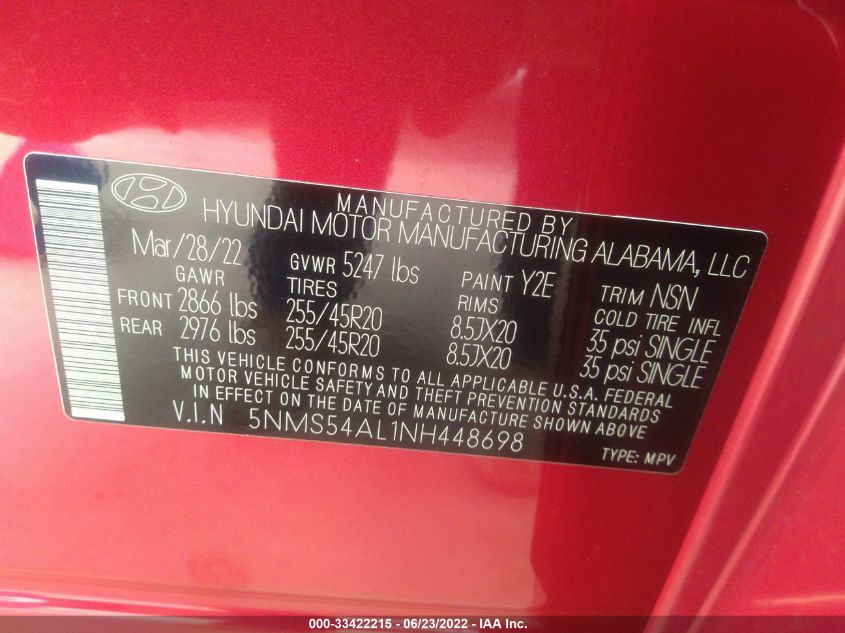 MANUFACTURED BY
HYUNDAI MOTOR MANUFACTURING ALABAMA, LLC
Mar/28/22 GVWR 5247 lbs PAINT Y2E TRIM NSN
GAWR TIRES RIMS COLD TIRE INFL
FRONT 2866 lbs 255/45R20 8.5JX20 35 psi SINGLE
REAR 2976 lbs 255/45R20 8.5JX20 35 psi SINGLE
THIS VEHICLE CONFORMS TO ALL APPLICABLE U.S.A. FEDERAL
MOTOR VEHICLE SAFETY AND THEFT PREVENTION STANDARDS
IN EFFECT ON THE DATE OF MANUFACTURE SHOWN ABOVE
V.I.N 5NMS54AL1NH448698
TYPE: MPV
000-33422215 - 06/23/2022 - IAA Inc.